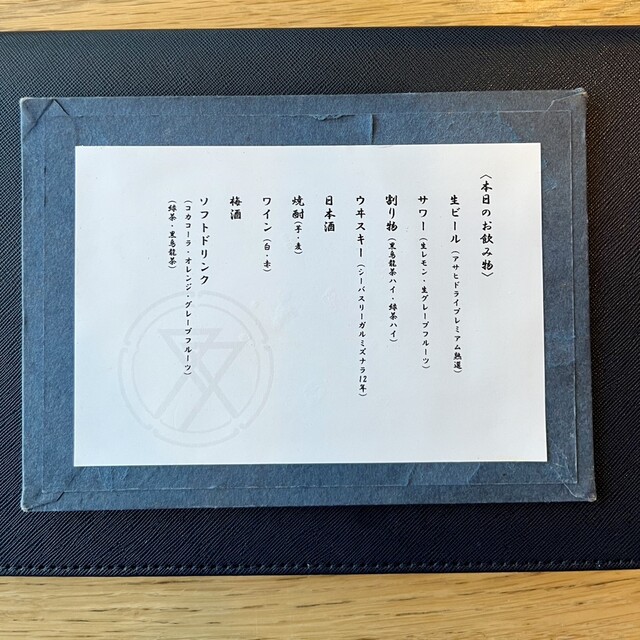 〈本日のお飲み物〉
生ビール（アサヒドライプレミアム熟選）
サワー（生レモン・生グレープフルーツ）
割り物（黒烏龍茶ハイ・緑茶ハイ）
ウヰスキー（シーバスリーガルミズナラ12年）
日本酒
焼酎（芋・麦）
ワイン（白・赤）
梅酒
ソフトドリンク
（コカコーラ・オレンジ・グレープフルーツ）
（緑茶・黒烏龍茶）